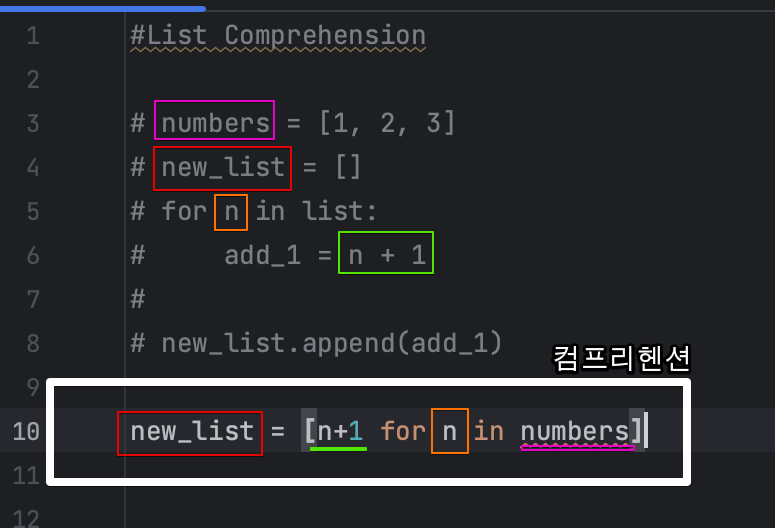 1 #List Comprehension
2
3 # numbers = [1, 2, 3]
4 # new_list = []
5 # for n in list:
6 #     add_1 = n + 1
7 #
8 # new_list.append(add_1)
컴프리헨션
9
10 new_list = [n+1 for n in numbers]
11
12